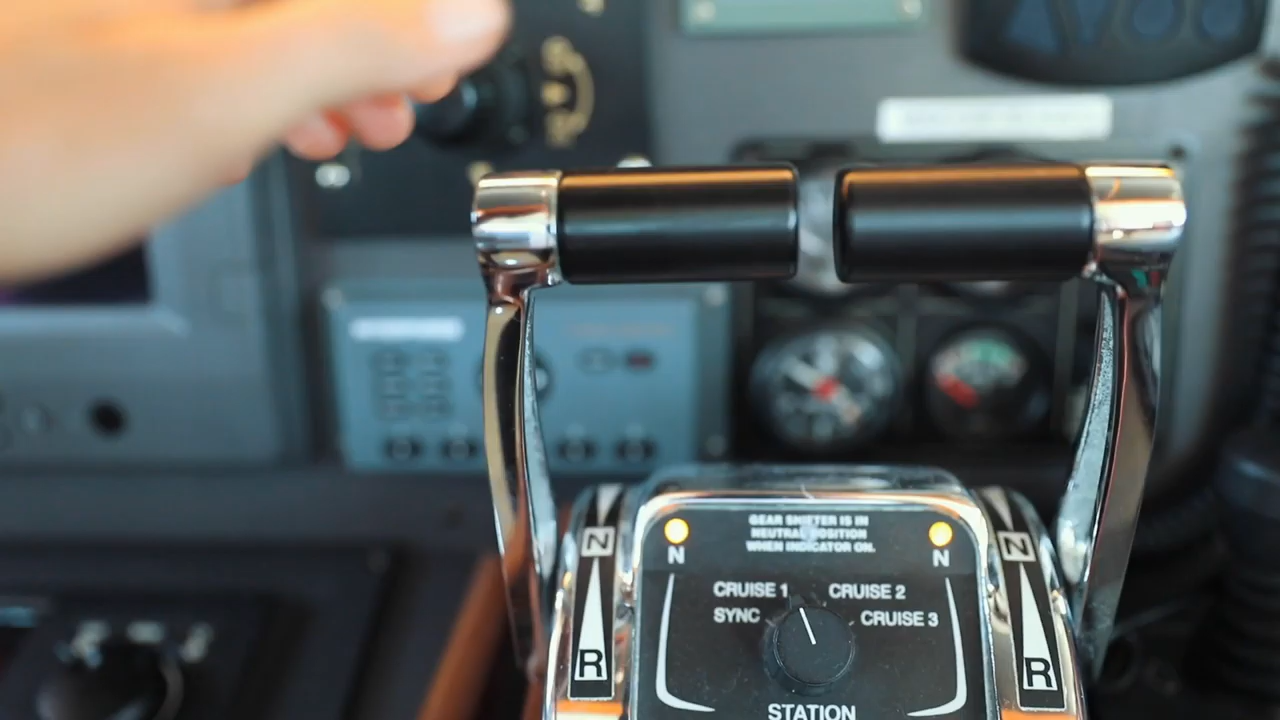 GEAR SHIFTER IS IN
NEUTRAL POSITION
WHEN INDICATOR ON.
N N
N N
CRUISE 1 CRUISE 2
SYNC CRUISE 3
R R
STATION